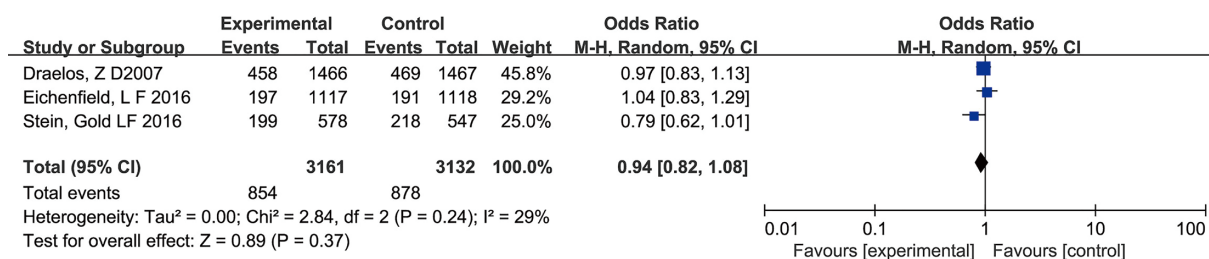 Experimental Control Odds Ratio Odds Ratio
Study or Subgroup Events Total Events Total Weight M-H, Random, 95% CI M-H, Random, 95% CI
Draelos, Z D2007 458 1466 469 1467 45.8% 0.97 [0.83, 1.13]
Eichenfield, L F 2016 197 1117 191 1118 29.2% 1.04 [0.83, 1.29]
Stein, Gold LF 2016 199 578 218 547 25.0% 0.79 [0.62, 1.01]
Total (95% CI) 3161 3132 100.0% 0.94 [0.82, 1.08]
Total events 854 878
Heterogeneity: Tau² = 0.00; Chi² = 2.84, df = 2 (P = 0.24); I² = 29%
Test for overall effect: Z = 0.89 (P = 0.37)
0.01 0.1 1 10 100
Favours [experimental] Favours [control]